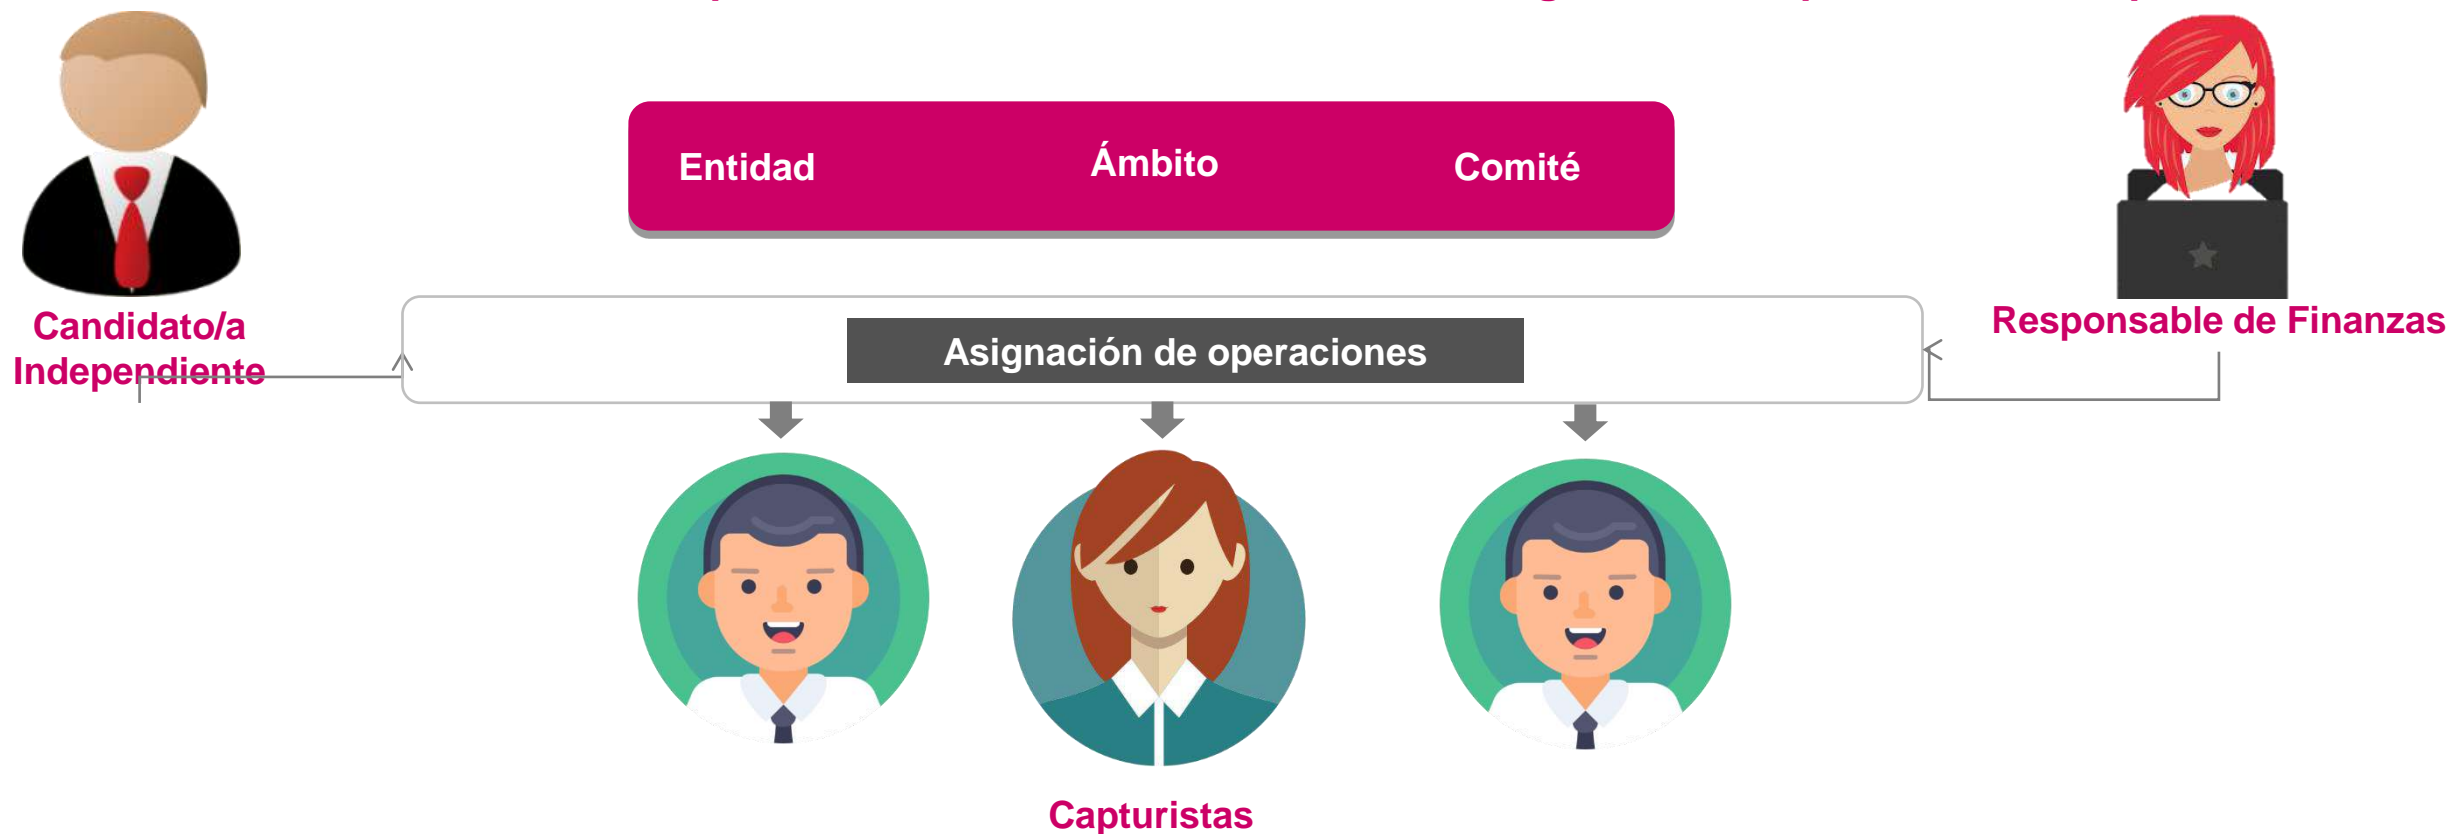 Entidad
Ámbito
Comité
Candidato/a
Independiente
Asignación de operaciones
Responsable de Finanzas
Capturistas